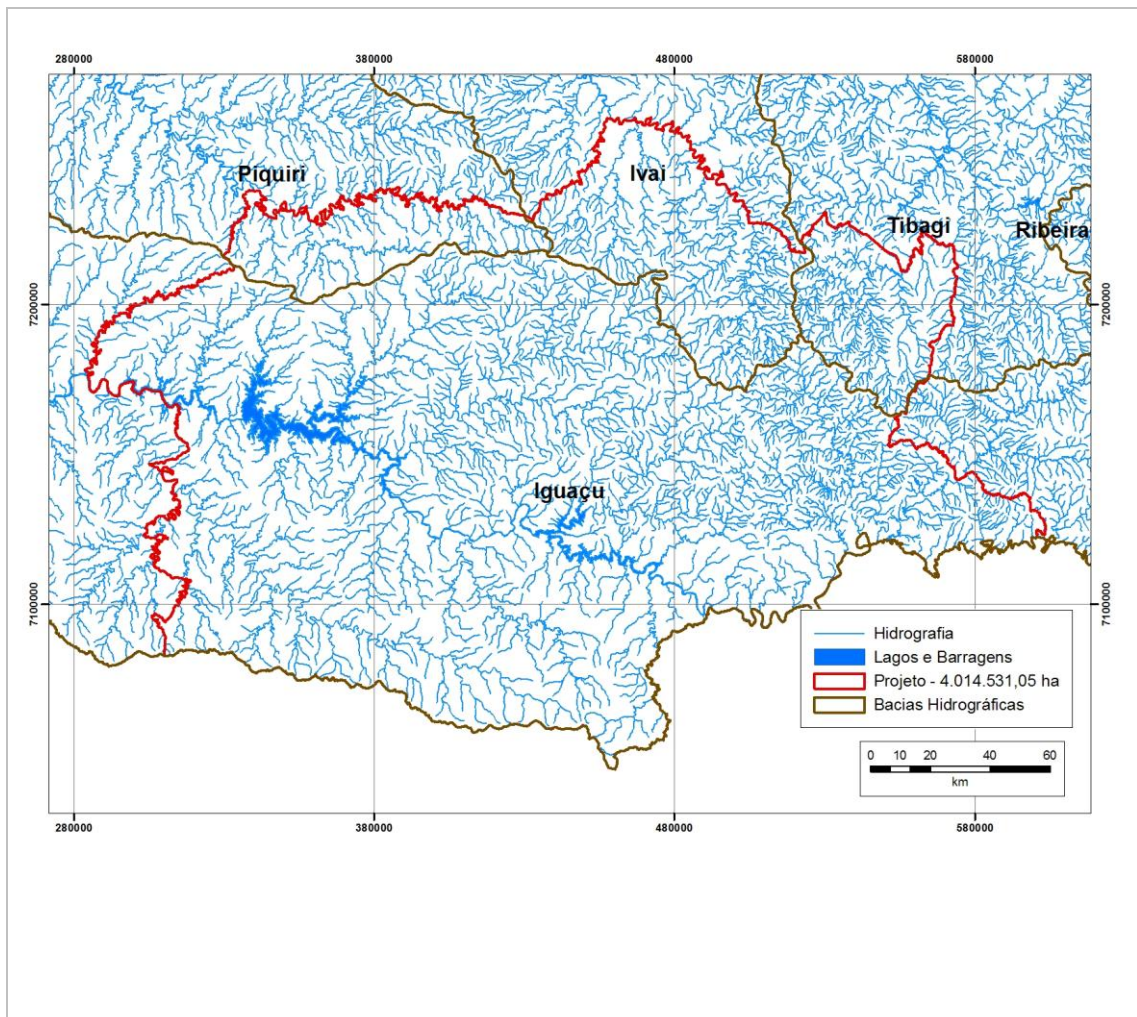 280000 380000 480000 580000
Piquiri
Ivaí
Tibagi
Ribeira
7200000 7200000
Iguaçu
7100000 7100000
Hidrografia
Lagos e Barragens
Projeto - 4.014.531,05 ha
Bacias Hidrográficas
0 10 20 40 60
km
280000 380000 480000 580000